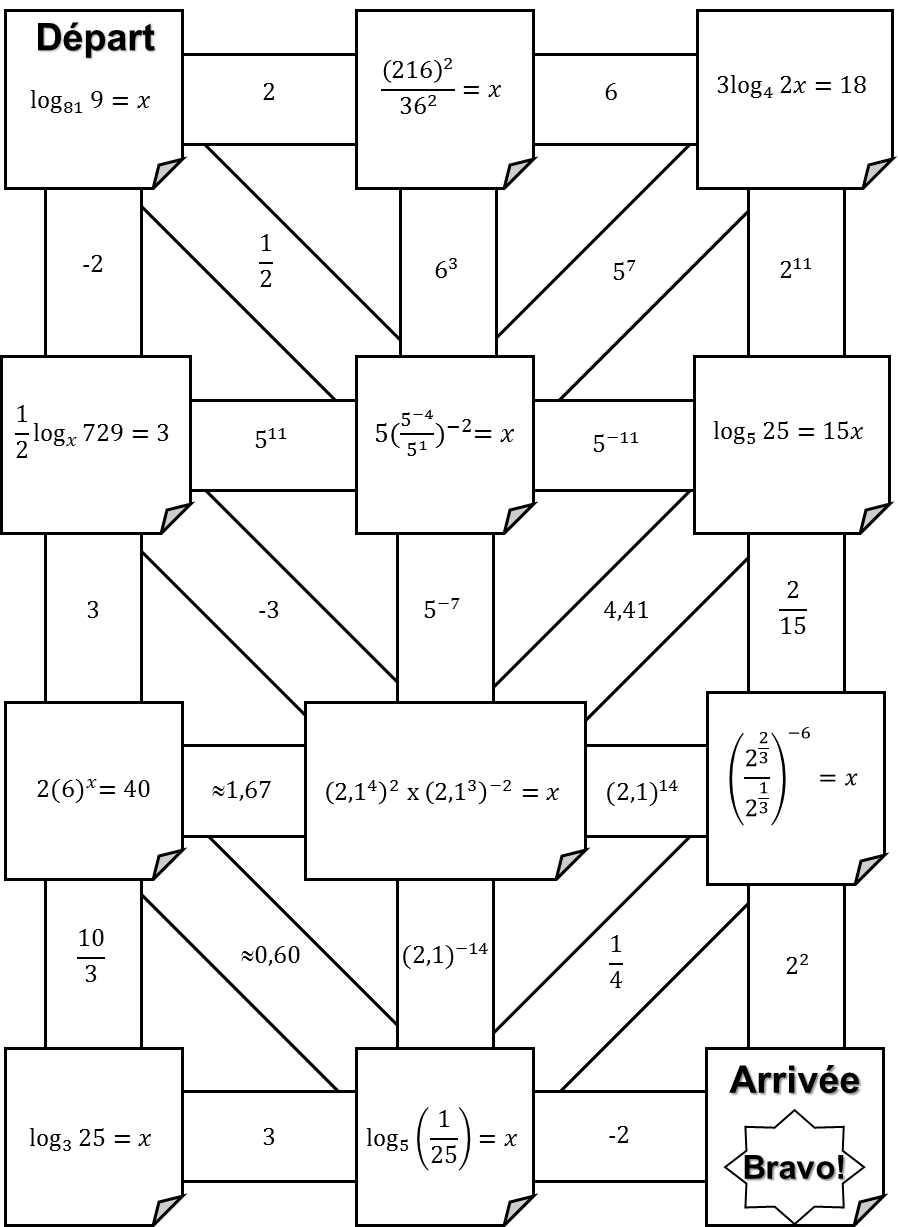 Départ
log₈₁ 9 = x
2
(216)²/36² = x
6
3log₄ 2x = 18
-2
1/2
6³
5⁷
2¹¹
1/2 logₓ 729 = 3
5¹¹
5(5⁻⁴/5¹)⁻²= x
5⁻¹¹
log₅ 25 = 15x
3
-3
5⁻⁷
4,41
2/15
2(6)ˣ= 40
≈1,67
(2,1⁴)² x (2,1³)⁻² = x
(2,1)¹⁴
(2^(2/3)/2^(1/3))⁻⁶ = x
10/3
≈0,60
(2,1)⁻¹⁴
1/4
2²
log₃ 25 = x
3
log₅ (1/25) = x
-2
Arrivée
Bravo!